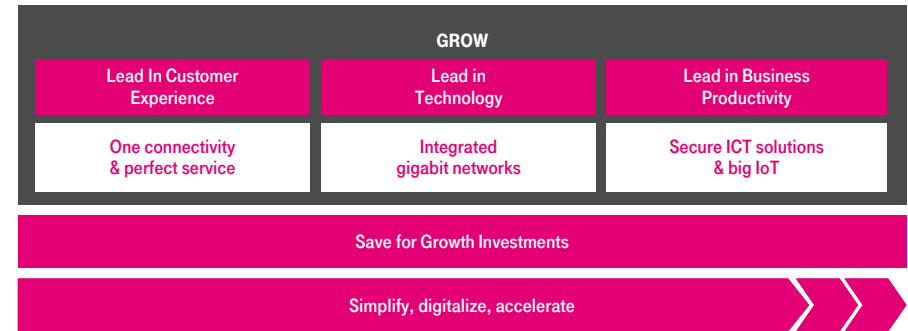 GROW
Lead In Customer
Experience
Lead in
Technology
Lead in Business
Productivity
One connectivity
& perfect service
Integrated
gigabit networks
Secure ICT solutions
& big IoT
Save for Growth Investments
Simplify, digitalize, accelerate